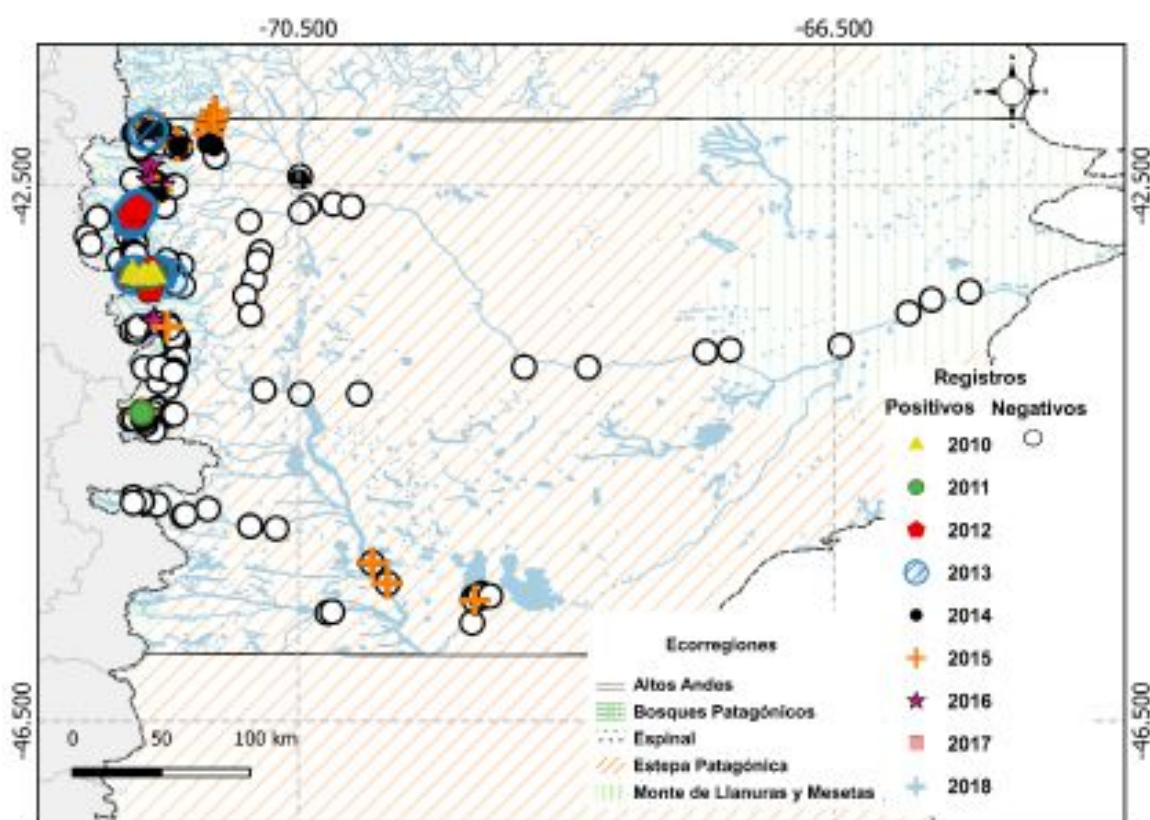 -70.500 -66.500
-42.500 -42.500
Registros
Positivos Negativos
2010
2011
2012
2013
2014
2015
2016
2017
2018
Ecorregiones
Altos Andes
Bosques Patagónicos
Espinal
Estepa Patagónica
Monte de Llanuras y Mesetas
-46.500 -46.500
0 50 100 km